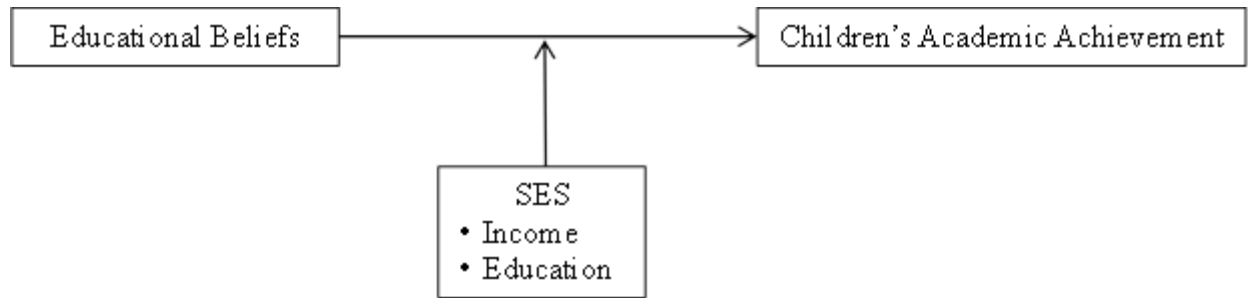 Educational Beliefs
Children's Academic Achievement
SES
• Income
• Education